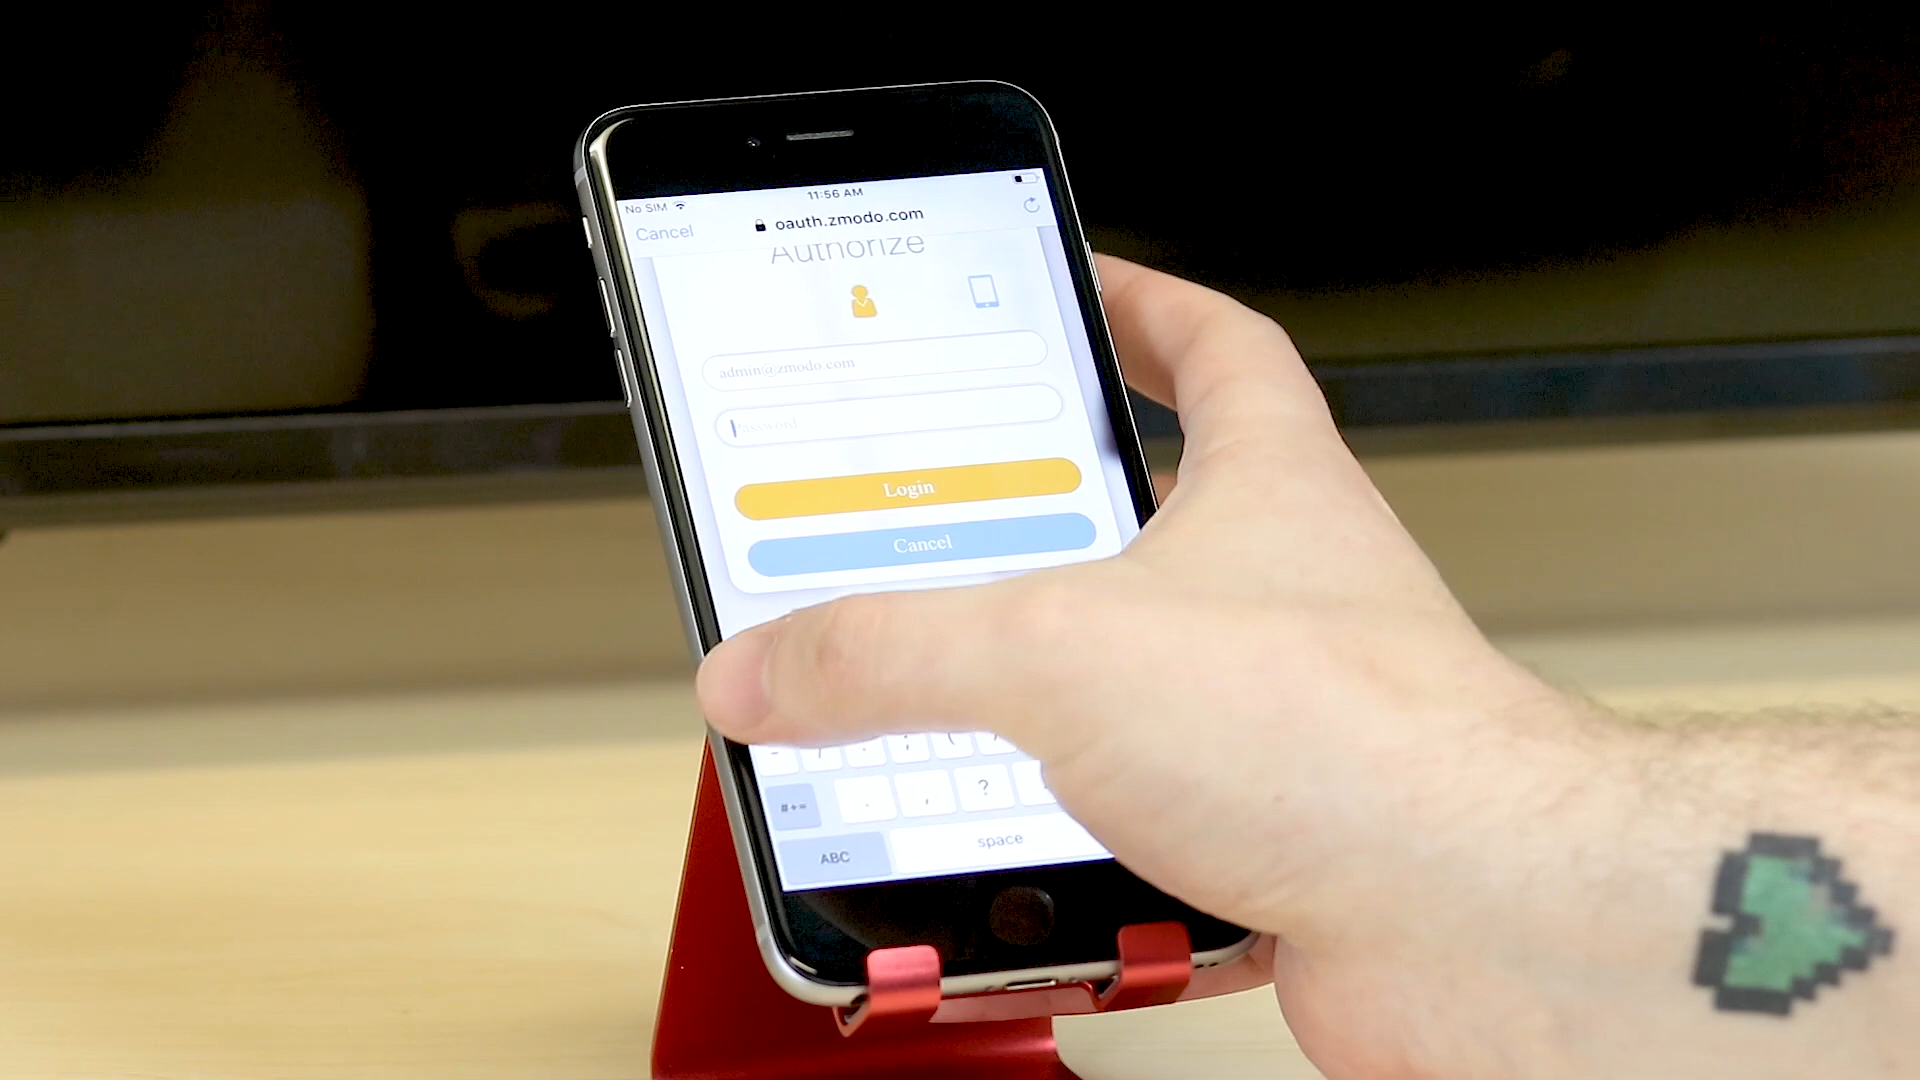 No SIM 11:56 AM
Cancel oauth.zmodo.com
Authorize
admin@zmodo.com
Password
Login
Cancel
#+= . , ?
ABC space